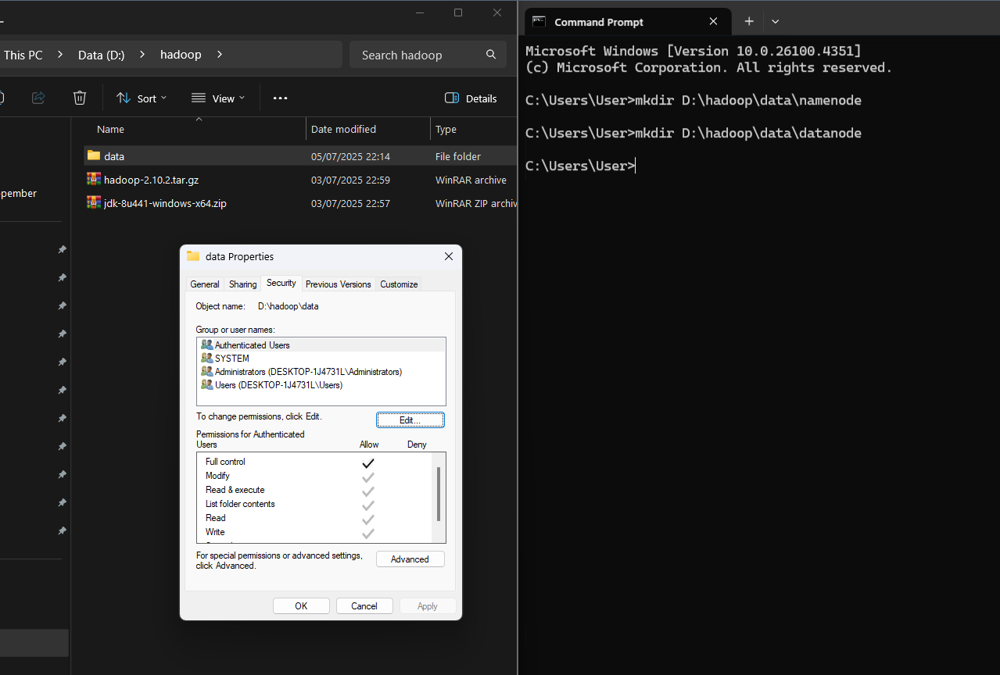 This PC > Data (D:) > hadoop >
Search hadoop
Sort
View
Details
Name
Date modified
Type
data
05/07/2025 22:14
File folder
hadoop-2.10.2.tar.gz
03/07/2025 22:59
WinRAR archive
jdk-8u441-windows-x64.zip
03/07/2025 22:57
WinRAR ZIP archiv
pember
data Properties
General
Sharing
Security
Previous Versions
Customize
Object name: D:\hadoop\data
Group or user names:
Authenticated Users
SYSTEM
Administrators (DESKTOP-1J4731L\Administrators)
Users (DESKTOP-1J4731L\Users)
To change permissions, click Edit.
Edit...
Permissions for Authenticated
Users
Allow
Deny
Full control
Modify
Read & execute
List folder contents
Read
Write
For special permissions or advanced settings,
click Advanced.
Advanced
OK
Cancel
Apply
Command Prompt
Microsoft Windows [Version 10.0.26100.4351]
(c) Microsoft Corporation. All rights reserved.
C:\Users\User>mkdir D:\hadoop\data\namenode
C:\Users\User>mkdir D:\hadoop\data\datanode
C:\Users\User>